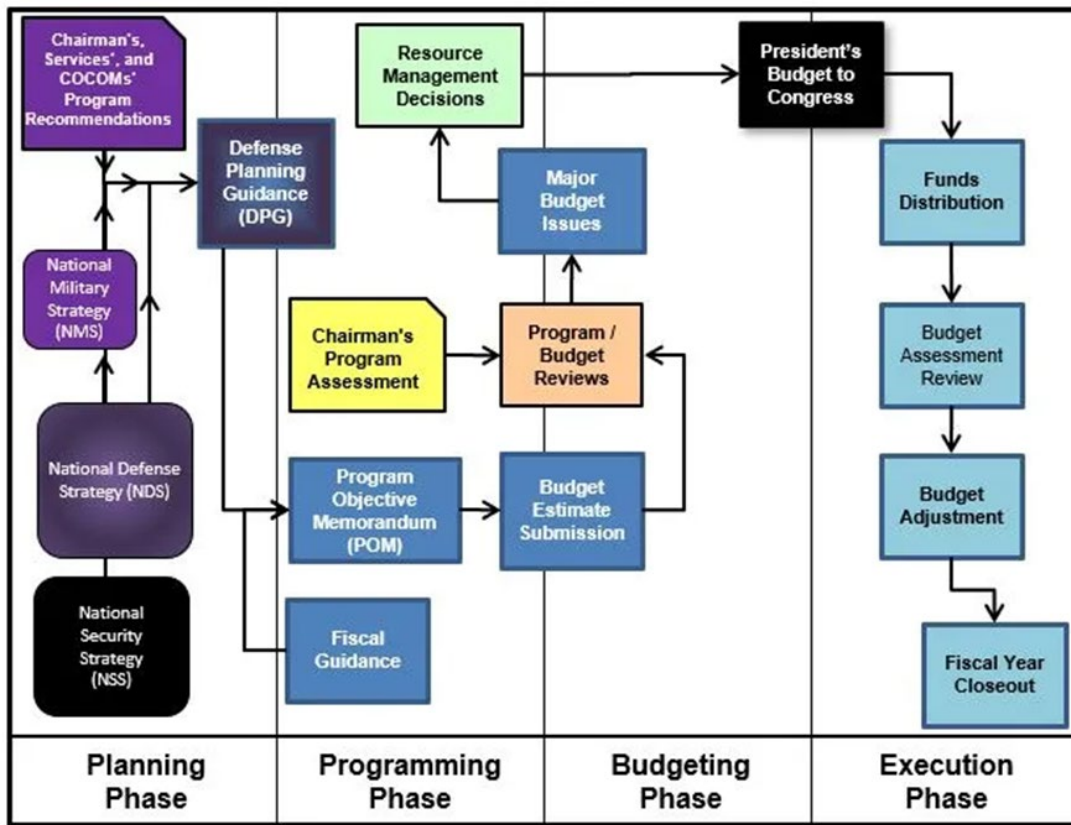 Chairman's,
Services', and
COCOMs'
Program
Recommendations
Defense
Planning
Guidance
(DPG)
National
Military
Strategy
(NMS)
National Defense
Strategy (NDS)
National
Security
Strategy
(NSS)
Resource
Management
Decisions
Major
Budget
Issues
Chairman's
Program
Assessment
Program /
Budget
Reviews
Program
Objective
Memorandum
(POM)
Budget
Estimate
Submission
Fiscal
Guidance
President's
Budget to
Congress
Funds
Distribution
Budget
Assessment
Review
Budget
Adjustment
Fiscal Year
Closeout
Planning
Phase
Programming
Phase
Budgeting
Phase
Execution
Phase